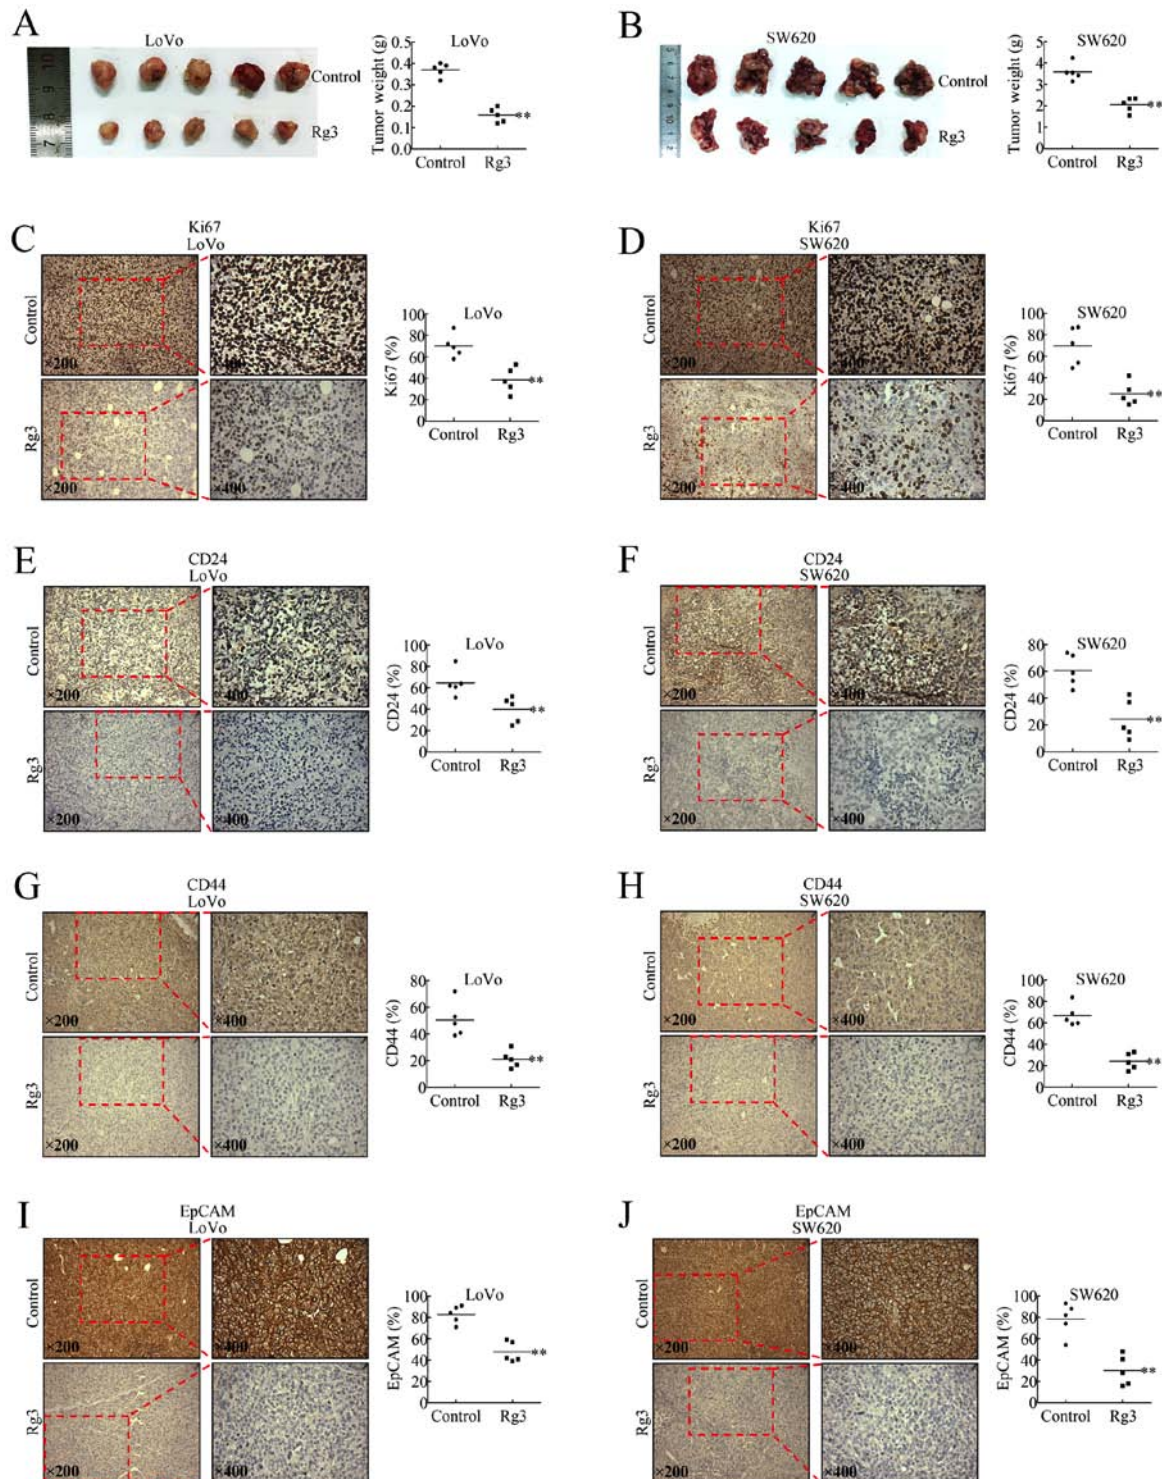 A
LoVo
Control
Rg3
10
9
8
7
LoVo
Tumor weight (g)
0.5
0.4
0.3
0.2
0.1
0.0
**
Control Rg3
B
SW620
Control
Rg3
SW620
Tumor weight (g)
5
4
3
2
1
0
**
Control Rg3
C
Ki67
LoVo
Control
×200
×400
Rg3
×200
×400
LoVo
Ki67 (%)
100
80
60
40
20
0
**
Control Rg3
D
Ki67
SW620
Control
×200
×400
Rg3
×200
×400
SW620
Ki67 (%)
100
80
60
40
20
0
**
Control Rg3
E
CD24
LoVo
Control
×200
×400
Rg3
×200
×400
LoVo
CD24 (%)
100
80
60
40
20
0
**
Control Rg3
F
CD24
SW620
Control
×200
×400
Rg3
×200
×400
SW620
CD24 (%)
80
60
40
20
0
**
Control Rg3
G
CD44
LoVo
Control
×200
×400
Rg3
×200
×400
LoVo
CD44 (%)
80
60
40
20
0
**
Control Rg3
H
CD44
SW620
Control
×200
×400
Rg3
×200
×400
SW620
CD44 (%)
100
80
60
40
20
0
**
Control Rg3
I
EpCAM
LoVo
Control
×200
×400
Rg3
×200
×400
LoVo
EpCAM (%)
100
80
60
40
20
0
**
Control Rg3
J
EpCAM
SW620
Control
×200
×400
Rg3
×200
×400
SW620
EpCAM (%)
100
80
60
40
20
0
**
Control Rg3